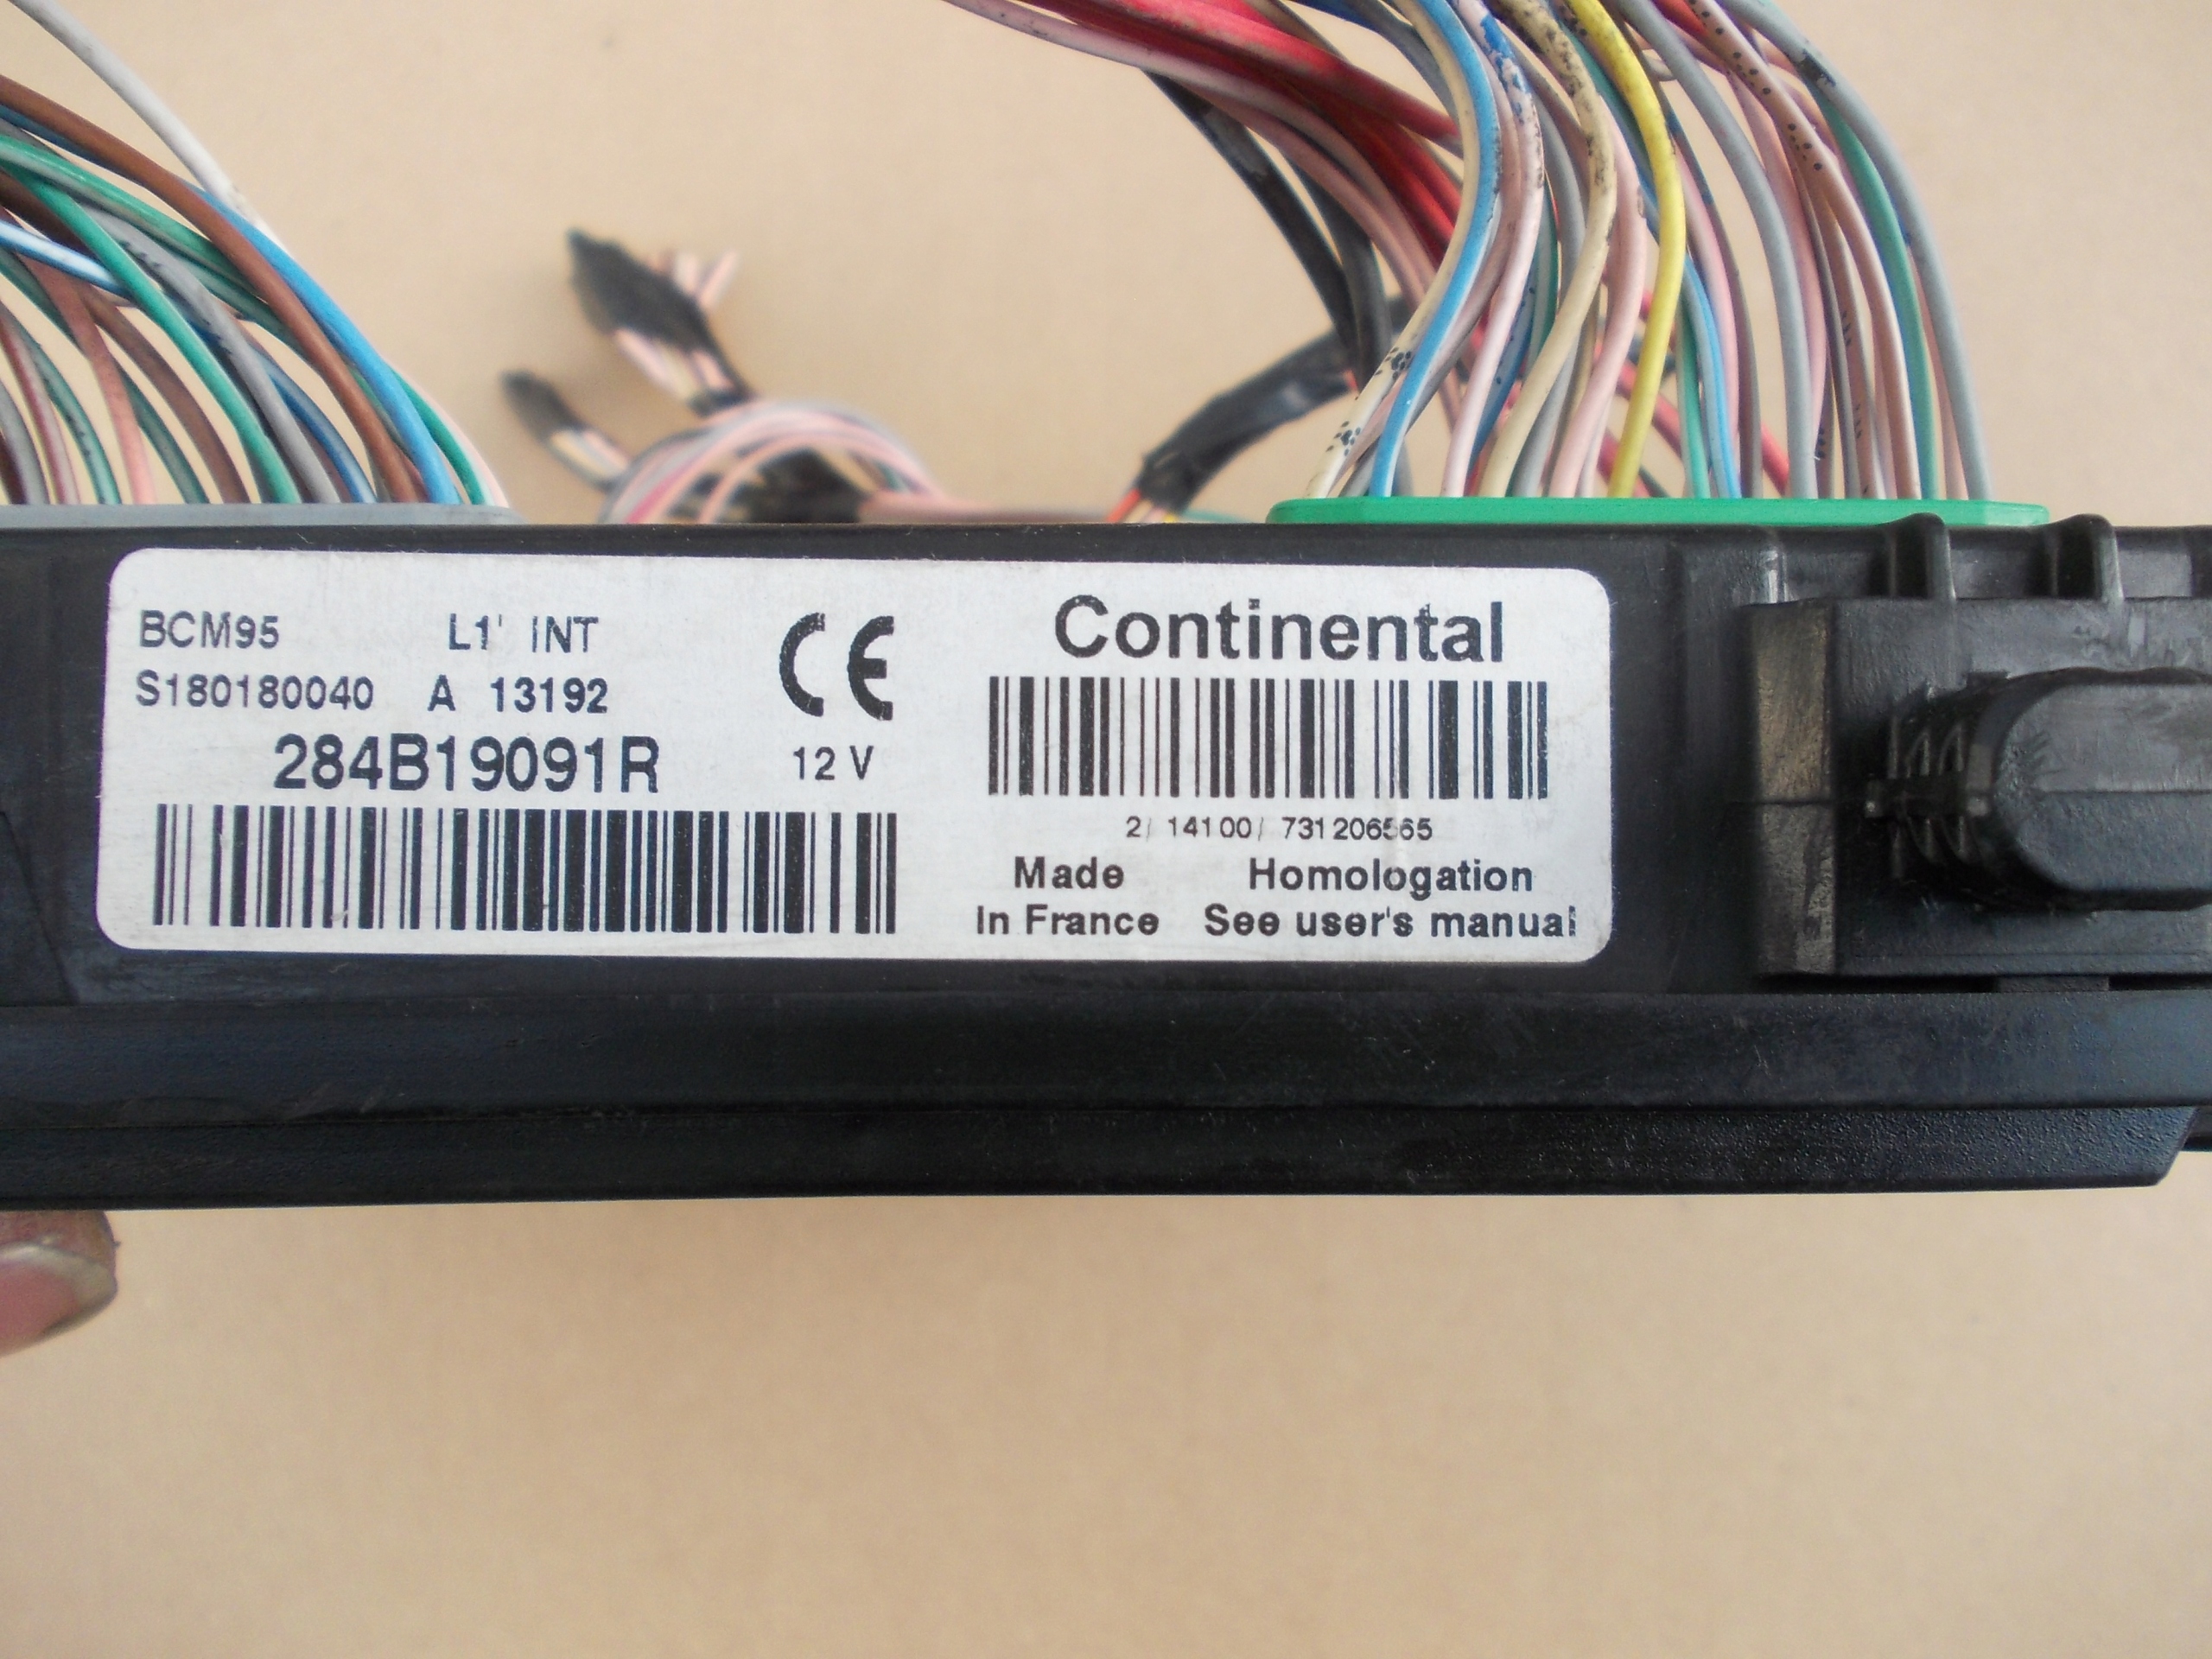 BCM95 L1' INT
S180180040 A 13192
284B19091R
CE
12 V
Continental
2/ 14100/ 731206565
Made
In France
Homologation
See user's manual